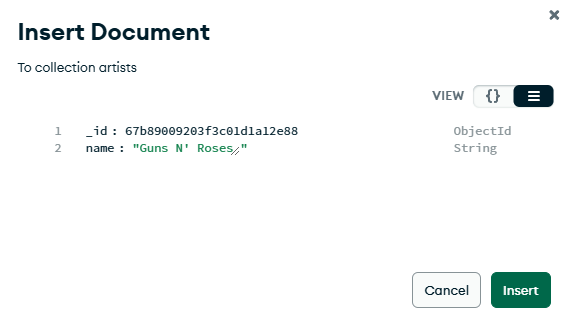 Insert Document
To collection artists
VIEW {}
1 _id : 67b89009203f3c01d1a12e88 ObjectId
2 name : "Guns N' Roses" String
Cancel Insert